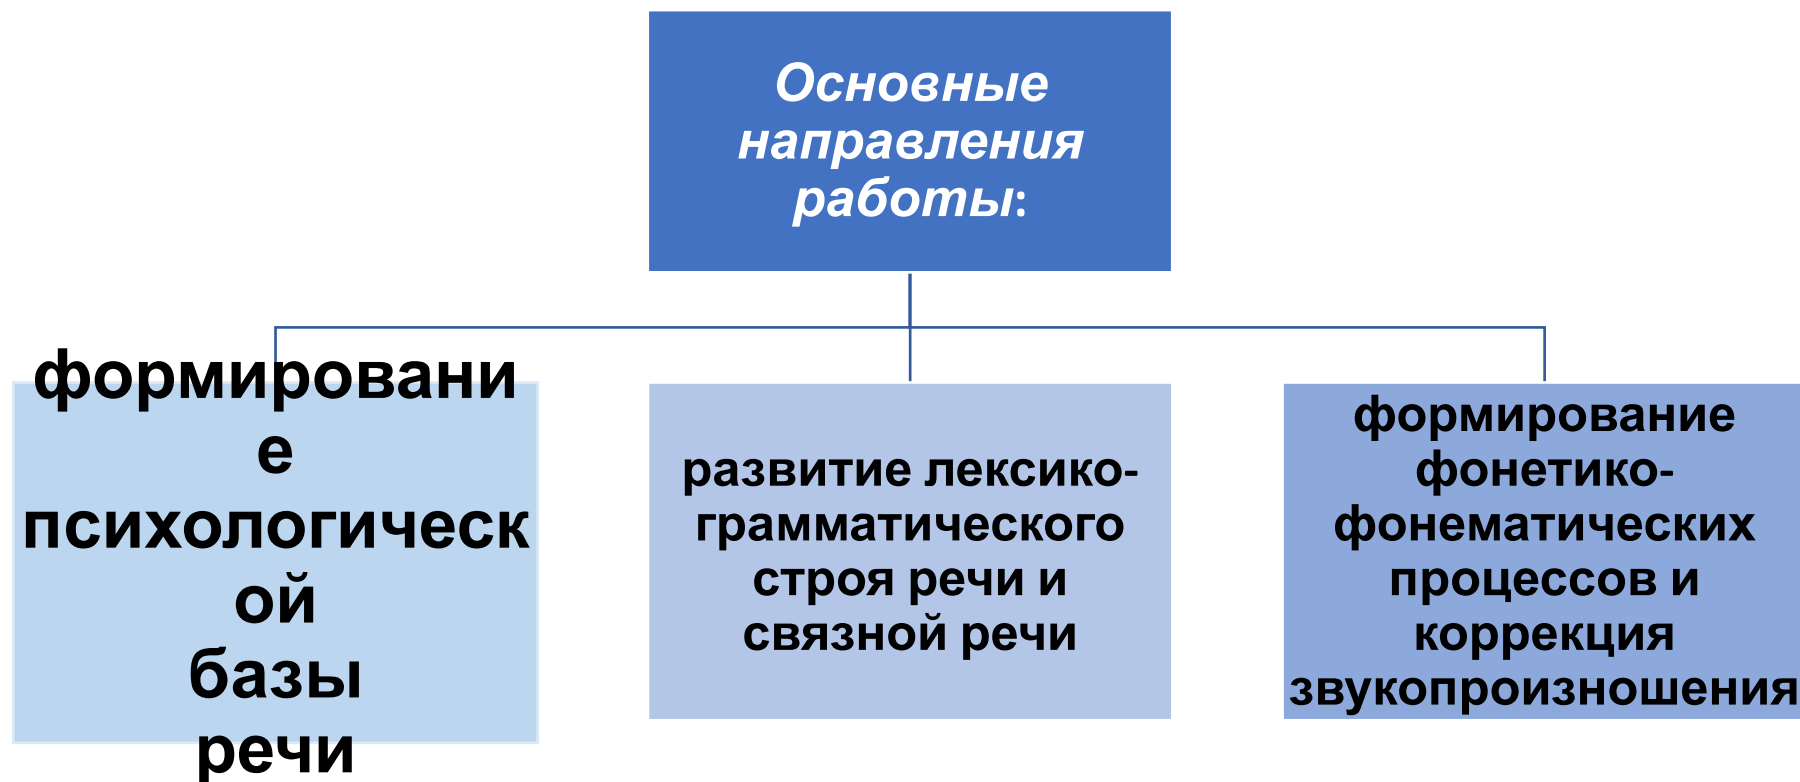 Основные
направления
работы:
формировани
е
психологическ
ой
базы
речи
развитие лексико-
грамматического
строя речи и
связной речи
формирование
фонетико-
фонематических
процессов и
коррекция
звукопроизношения